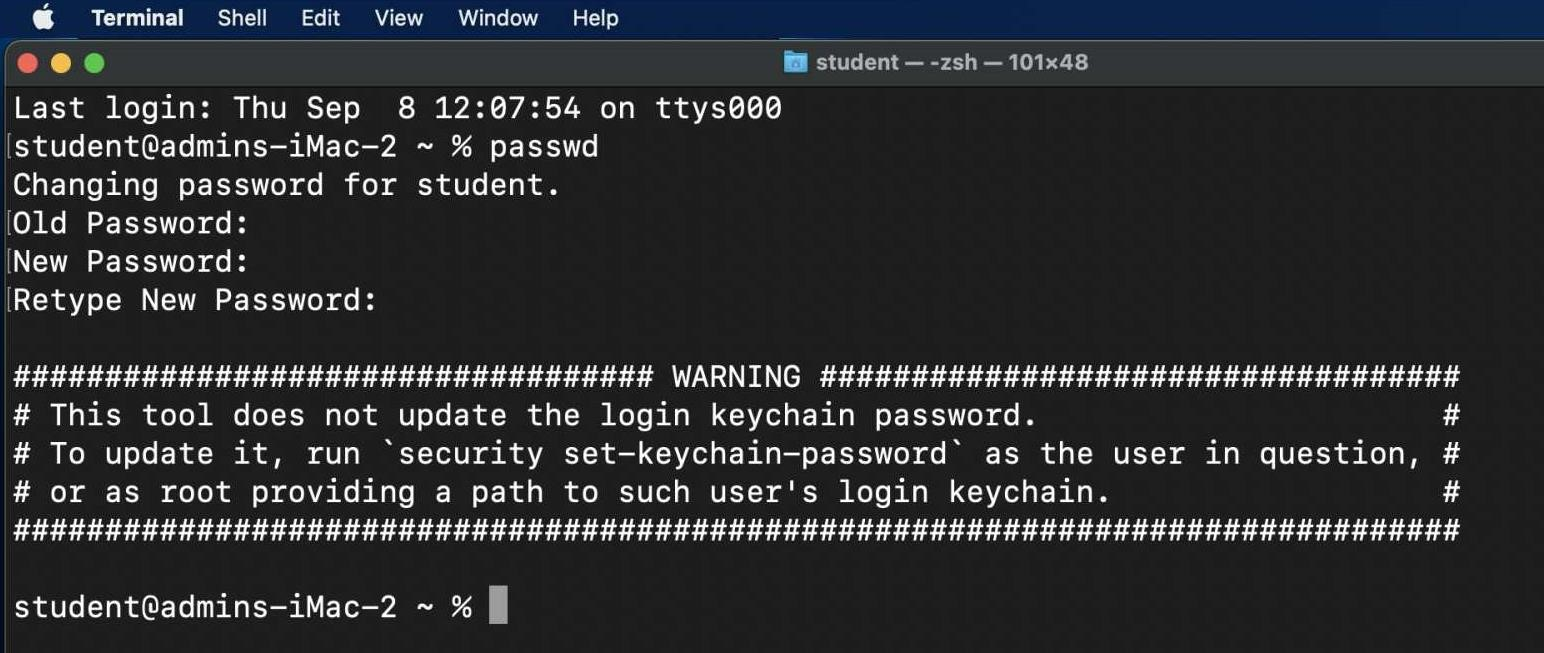 Terminal Shell Edit View Window Help
student — -zsh — 101×48
Last login: Thu Sep  8 12:07:54 on ttys000
[student@admins-iMac-2 ~ % passwd
Changing password for student.
[Old Password:
[New Password:
[Retype New Password:
################################### WARNING ###################################
# This tool does not update the login keychain password.                      #
# To update it, run `security set-keychain-password` as the user in question, #
# or as root providing a path to such user's login keychain.                  #
###############################################################################
student@admins-iMac-2 ~ %